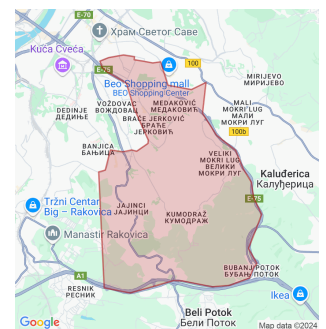 E-70
Храм Светог Саве
Кuća Cveća
E-75
100
Beo Shopping mall
BEO Shopping Center
MIRIJEVO
МИРИЈЕВО
VOŽDOVAC
ВОЖДОВАЦ
MEDAKOVIĆ
МЕДАКОВИЋ
DEDINJE
ДЕДИЊЕ
BRAĆE JERKOVIĆ
БРАЋЕ
ЈЕРКОВИЋ
MALI
MOKRI LUG
МАЛИ
МОКРИ ЛУГ
100b
BANJICA
БАЊИЦА
VELIKI
MOKRI LUG
ВЕЛИКИ
МОКРИ ЛУГ
Kaluđerica
Калуђерица
E-75
Tržni Centar
Big – Rakovica
JAJINCI
ЈАЈИНЦИ
KUMODRAŽ
КУМОДРАЖ
Manastir Rakovica
A1
BUBANJ POTOK
БУБАЊ ПОТОК
RESNIK
РЕСНИК
Ikea
Beli Potok
Бели Поток
Google
Map data ©2024